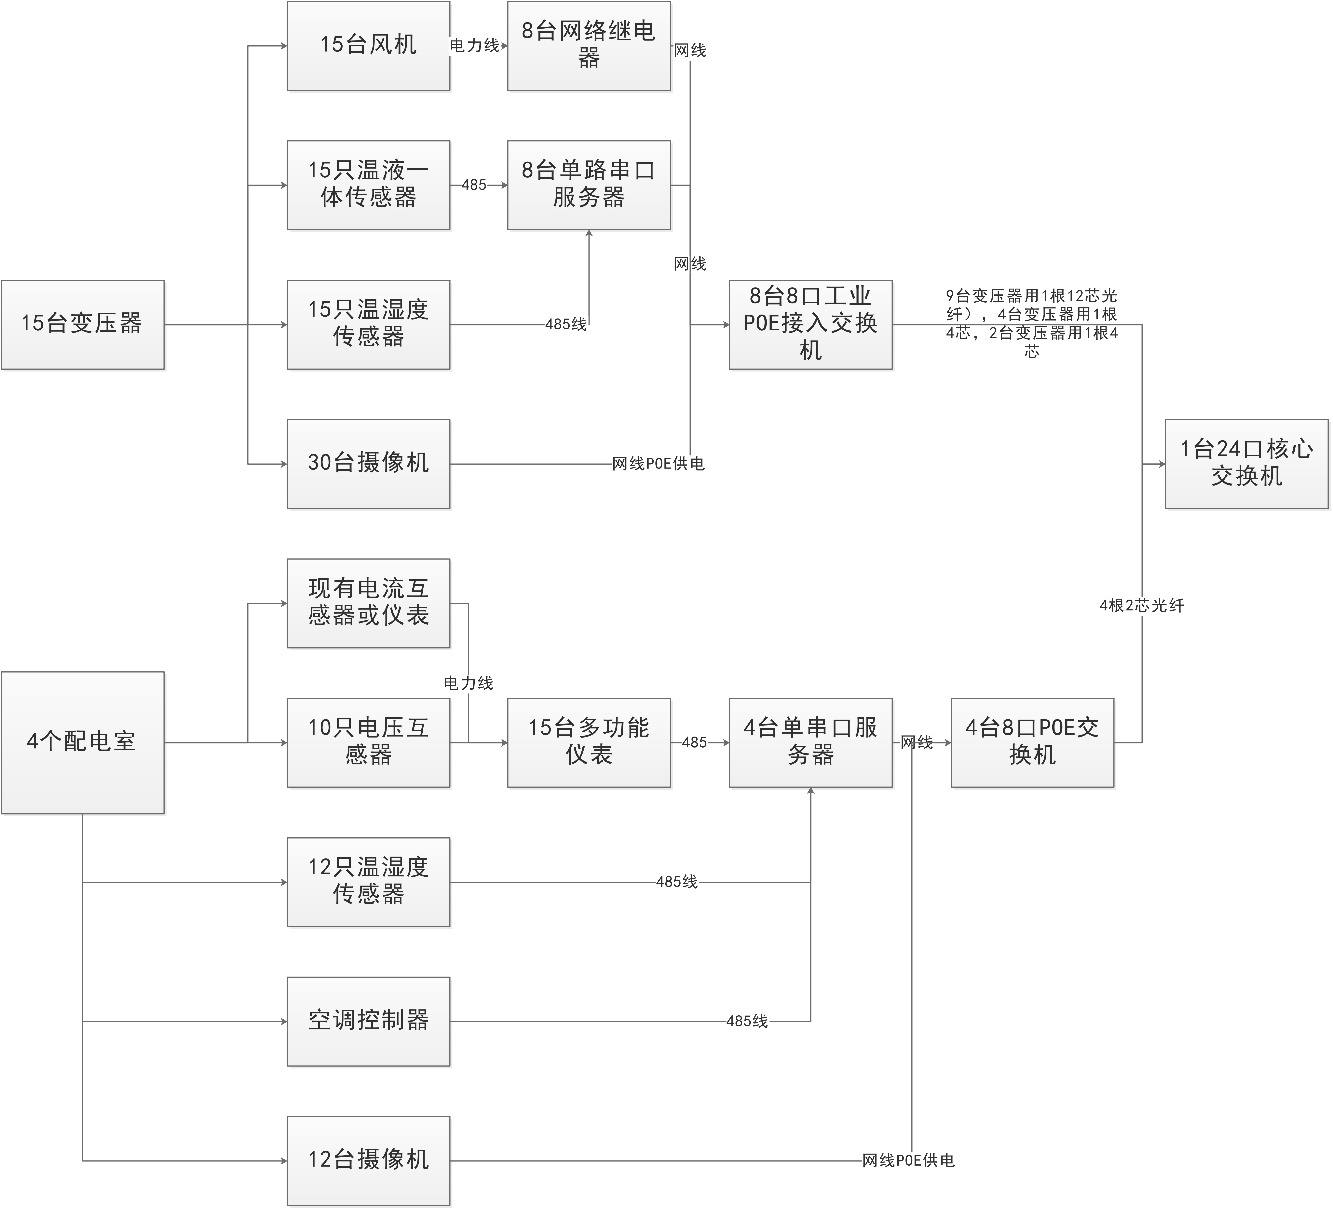 15台风机
电力线
8台网络继电
器
网线
15只温液一
体传感器
485
8台单路串口
服务器
网线
15台变压器
15只温湿度
传感器
485线
8台8口工业
POE接入交换
机
9台变压器用1根12芯光
纤），4台变压器用1根
4芯，2台变压器用1根4
芯
30台摄像机
网线POE供电
1台24口核心
交换机
现有电流互
感器或仪表
4根2芯光纤
电力线
4个配电室
10只电压互
感器
15台多功能
仪表
485
4台单串口服
务器
网线
4台8口POE交
换机
12只温湿度
传感器
485线
空调控制器
485线
12台摄像机
网线POE供电